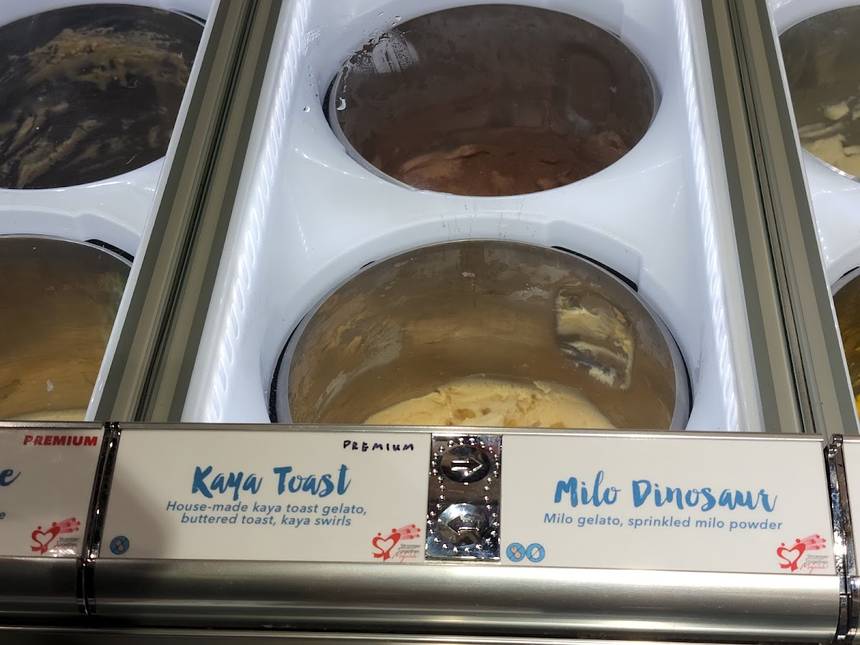 PREMIUM
PREMIUM
Kaya Toast
House-made kaya toast gelato,
buttered toast, kaya swirls
Milo Dinosaur
Milo gelato, sprinkled milo powder